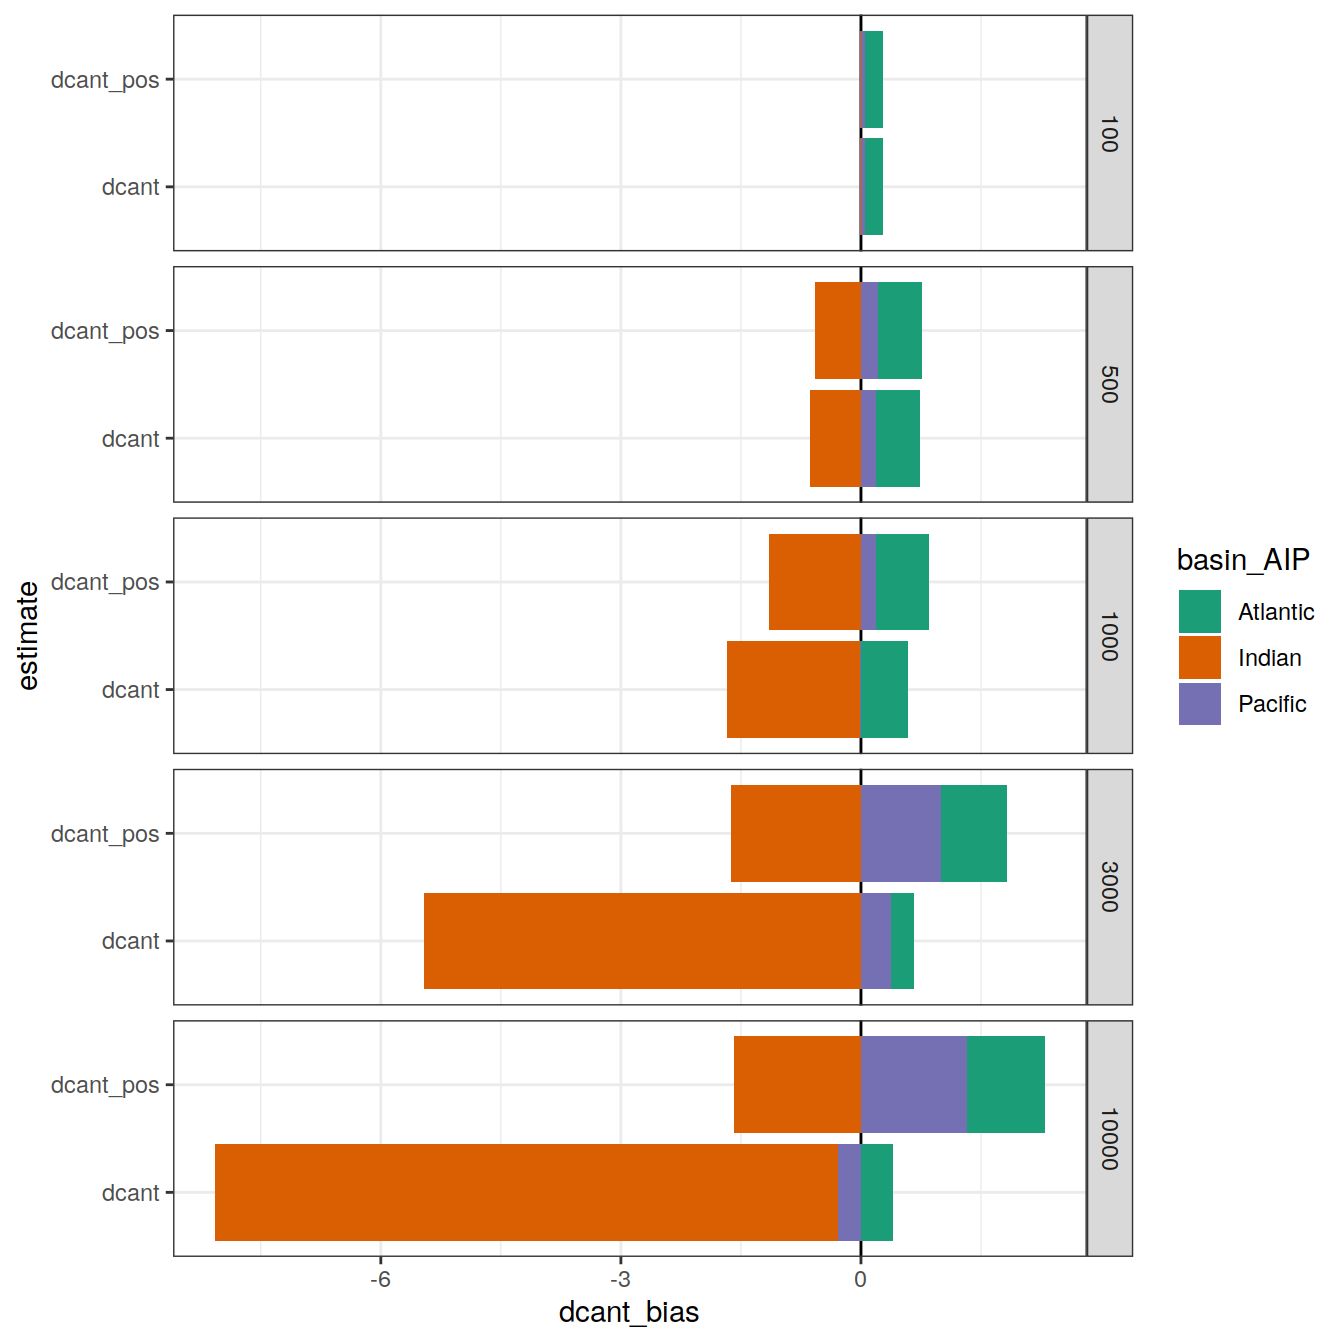 dcant_pos
dcant
100
dcant_pos
dcant
500
dcant_pos
dcant
1000
dcant_pos
dcant
3000
dcant_pos
dcant
10000
-6
-3
0
dcant_bias
estimate
basin_AIP
Atlantic
Indian
Pacific